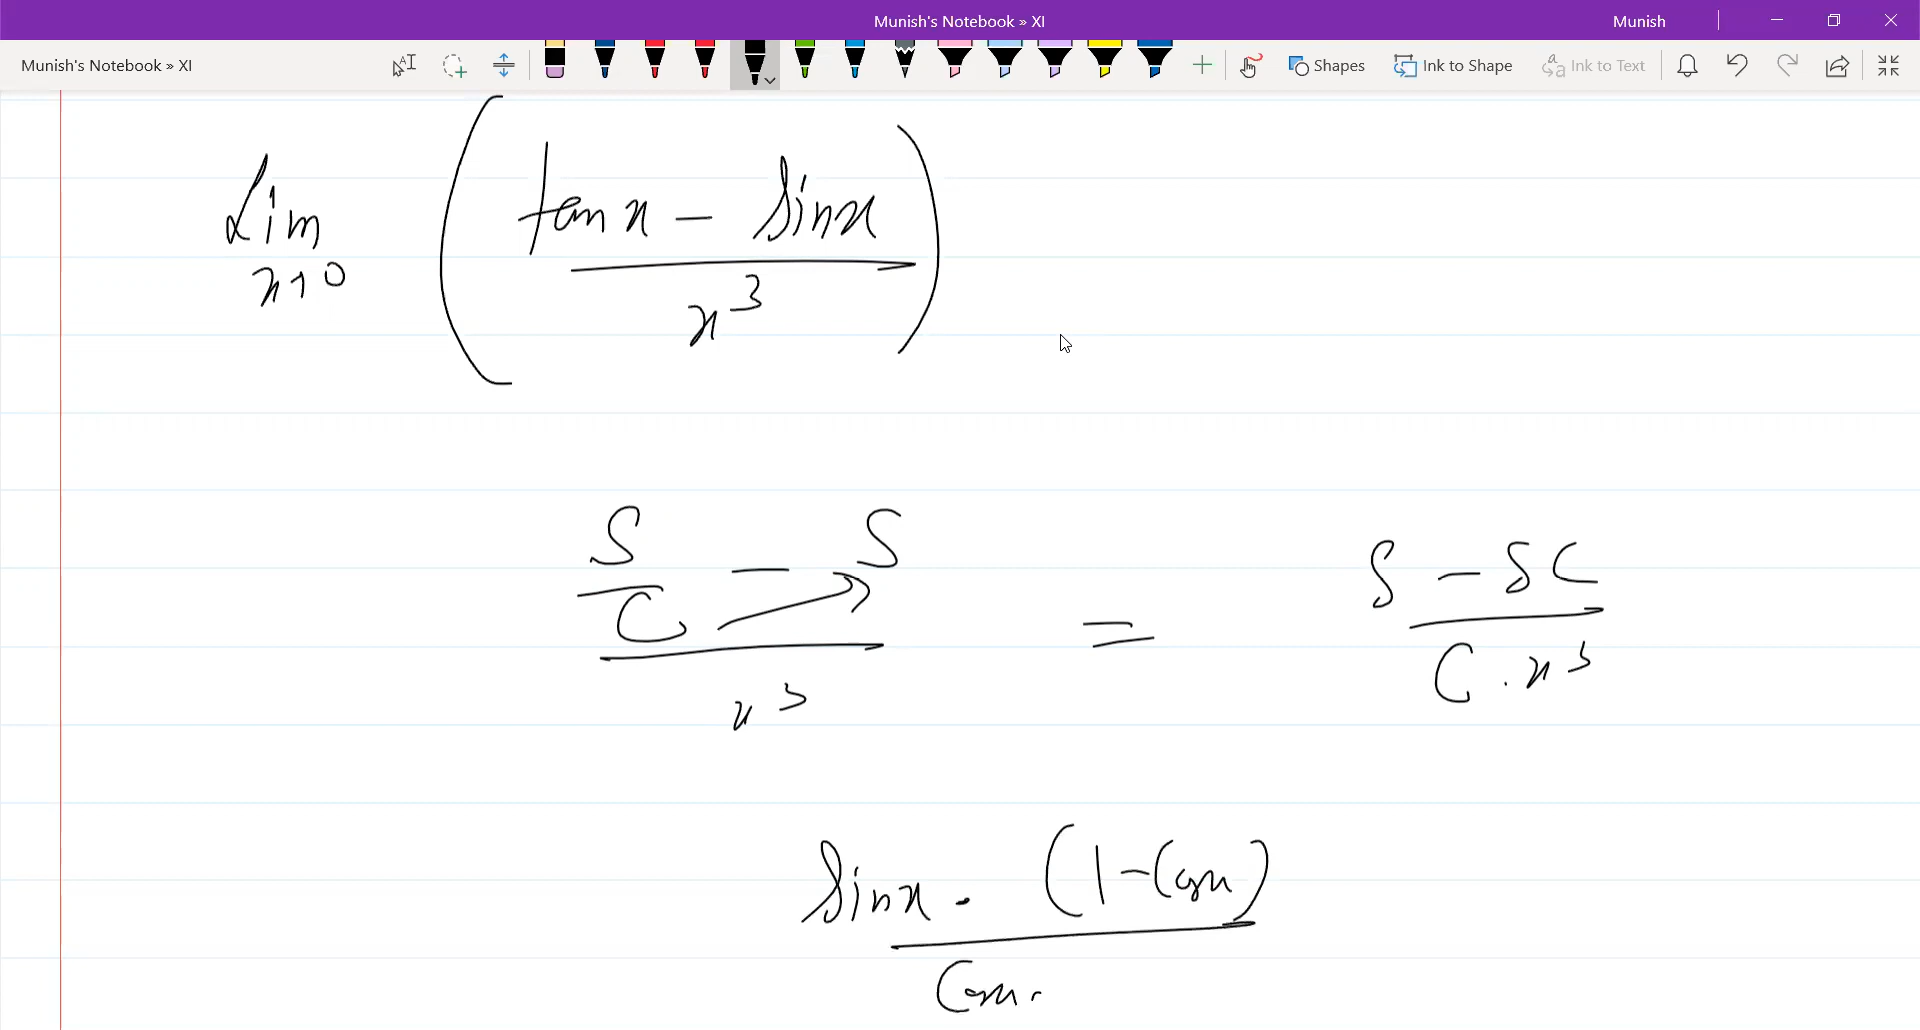 Munish's Notebook » XI
Munish
Munish's Notebook » XI
Shapes
Ink to Shape
Ink to Text
Lim x→0 ( (tan x − sin x) / x³ )
(S/C − S) / x³ = (S − SC) / (C · x³)
sin x · (1 − Cos x)
Cos x ·